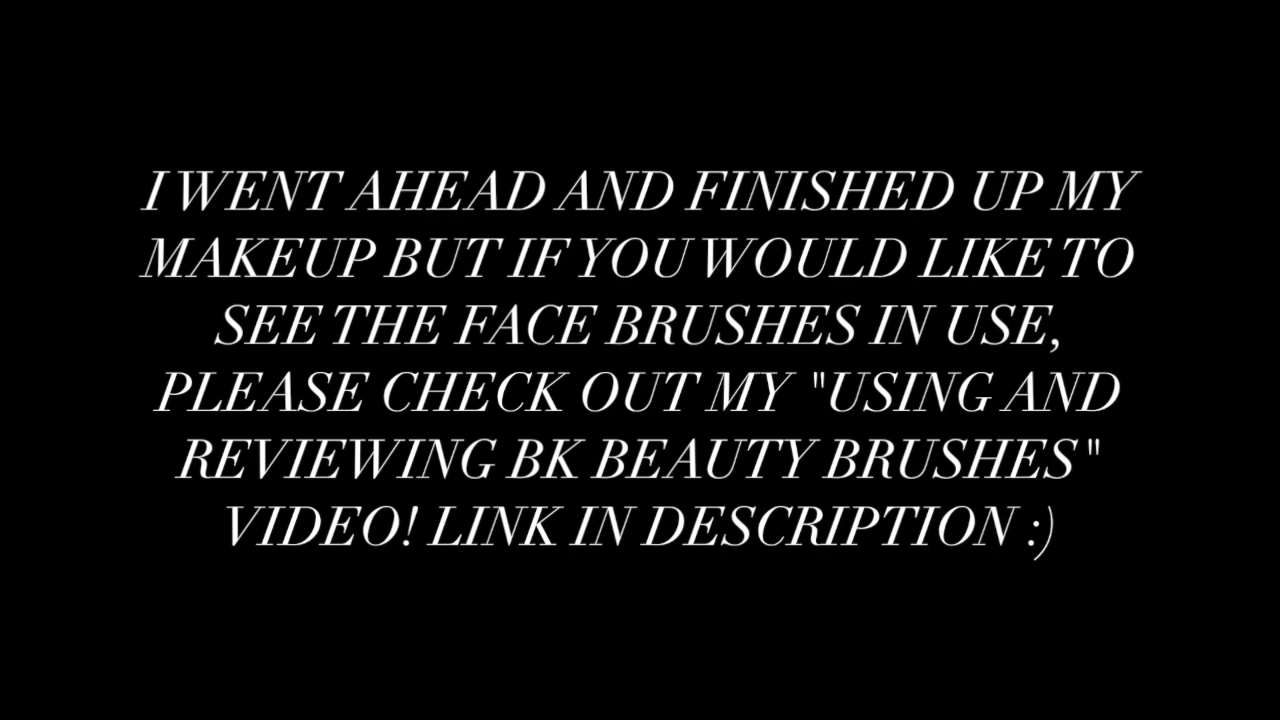 I WENT AHEAD AND FINISHED UP MY
MAKEUP BUT IF YOU WOULD LIKE TO
SEE THE FACE BRUSHES IN USE,
PLEASE CHECK OUT MY "USING AND
REVIEWING BK BEAUTY BRUSHES"
VIDEO! LINK IN DESCRIPTION :)